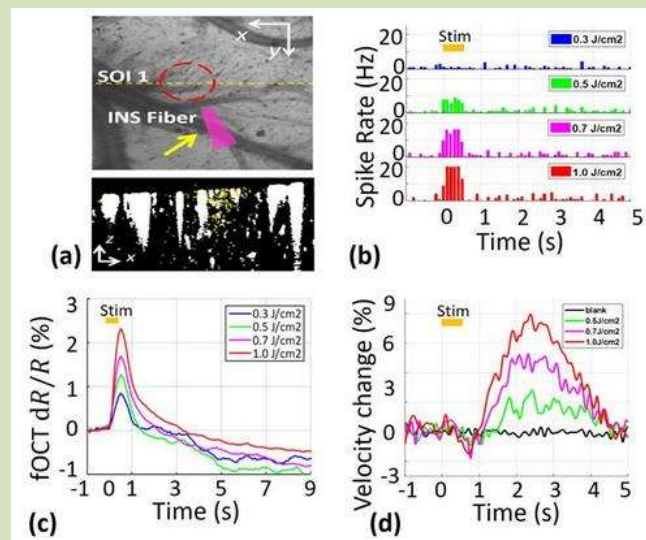 x
y
SOI 1
INS Fiber
z
x
(a)
(b)
Stim
0.3 J/cm2
0.5 J/cm2
0.7 J/cm2
1.0 J/cm2
Spike Rate (Hz)
20
0
20
0
20
0
20
0
0 1 2 3 4 5
Time (s)
Stim
0.3 J/cm2
0.5 J/cm2
0.7 J/cm2
1.0 J/cm2
fOCT dR/R (%)
3
2
1
0
-1
-1 0 1 3 5 7 9
Time (s)
(c)
Stim
blank
0.5J/cm2
0.7J/cm2
1.0J/cm2
Velocity change (%)
9
6
3
0
-3
-1 0 1 2 3 4 5
Time (s)
(d)